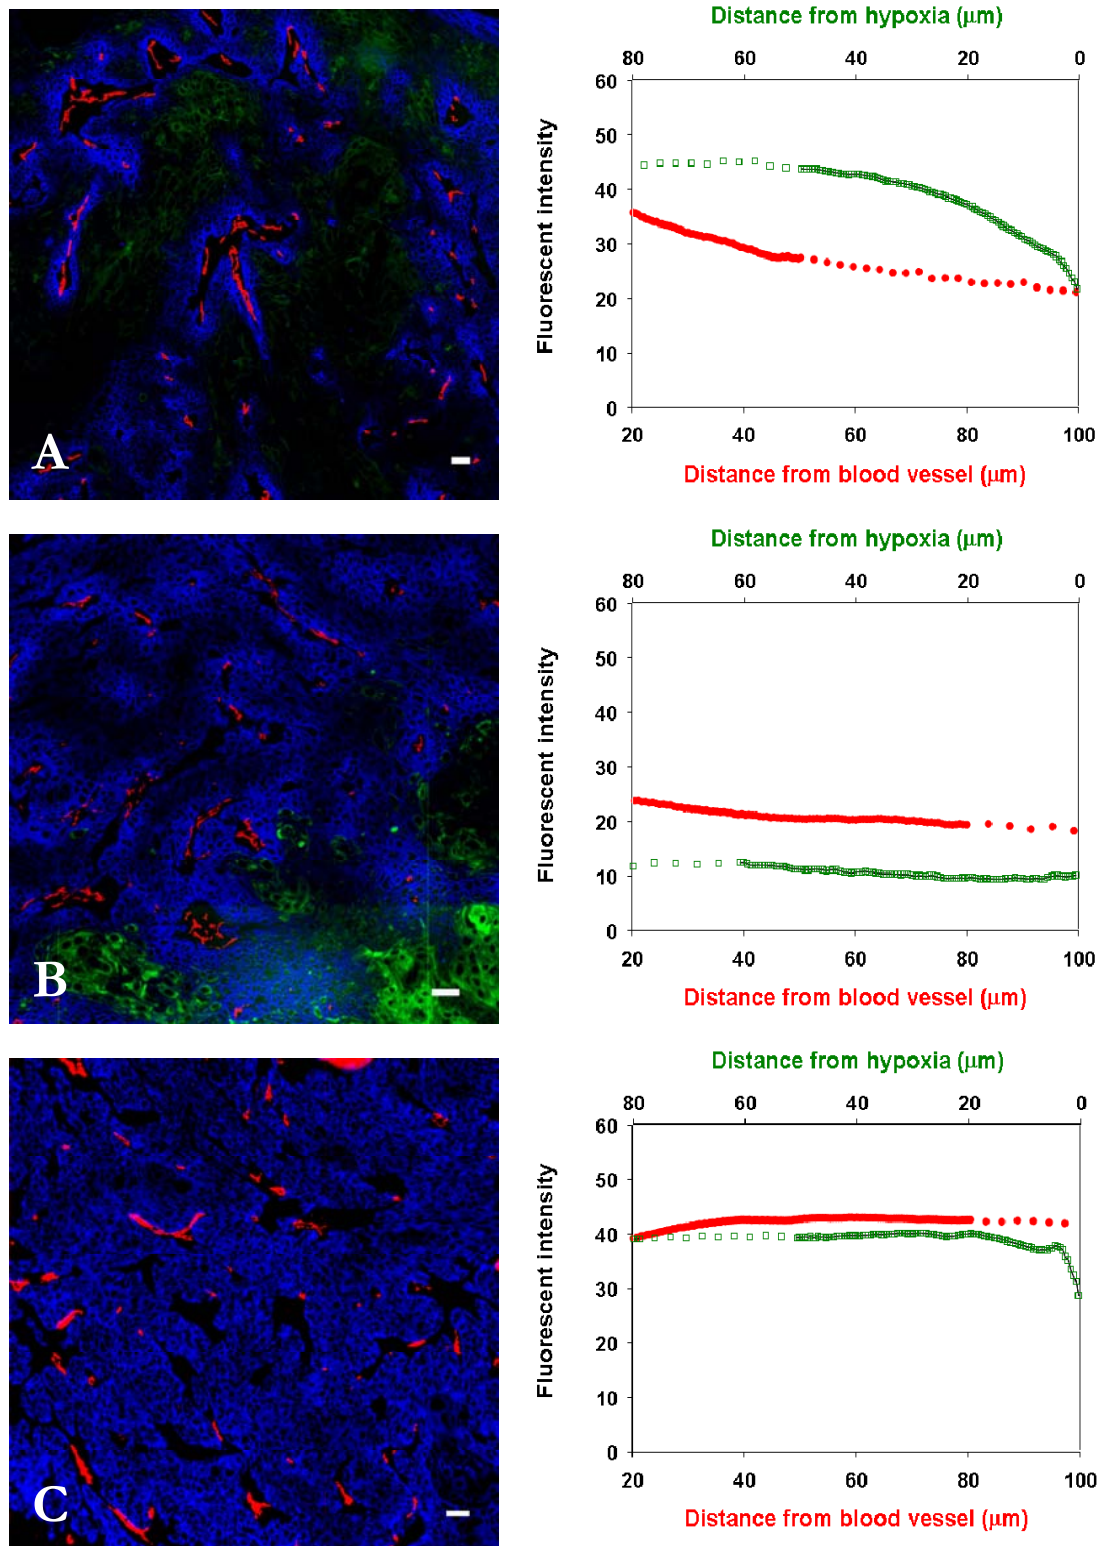 A
Distance from hypoxia (μm)
80 60 40 20 0
Fluorescent intensity
60
50
40
30
20
10
0
20 40 60 80 100
Distance from blood vessel (μm)
B
Distance from hypoxia (μm)
80 60 40 20 0
Fluorescent intensity
60
50
40
30
20
10
0
20 40 60 80 100
Distance from blood vessel (μm)
C
Distance from hypoxia (μm)
80 60 40 20 0
Fluorescent intensity
60
50
40
30
20
10
0
20 40 60 80 100
Distance from blood vessel (μm)